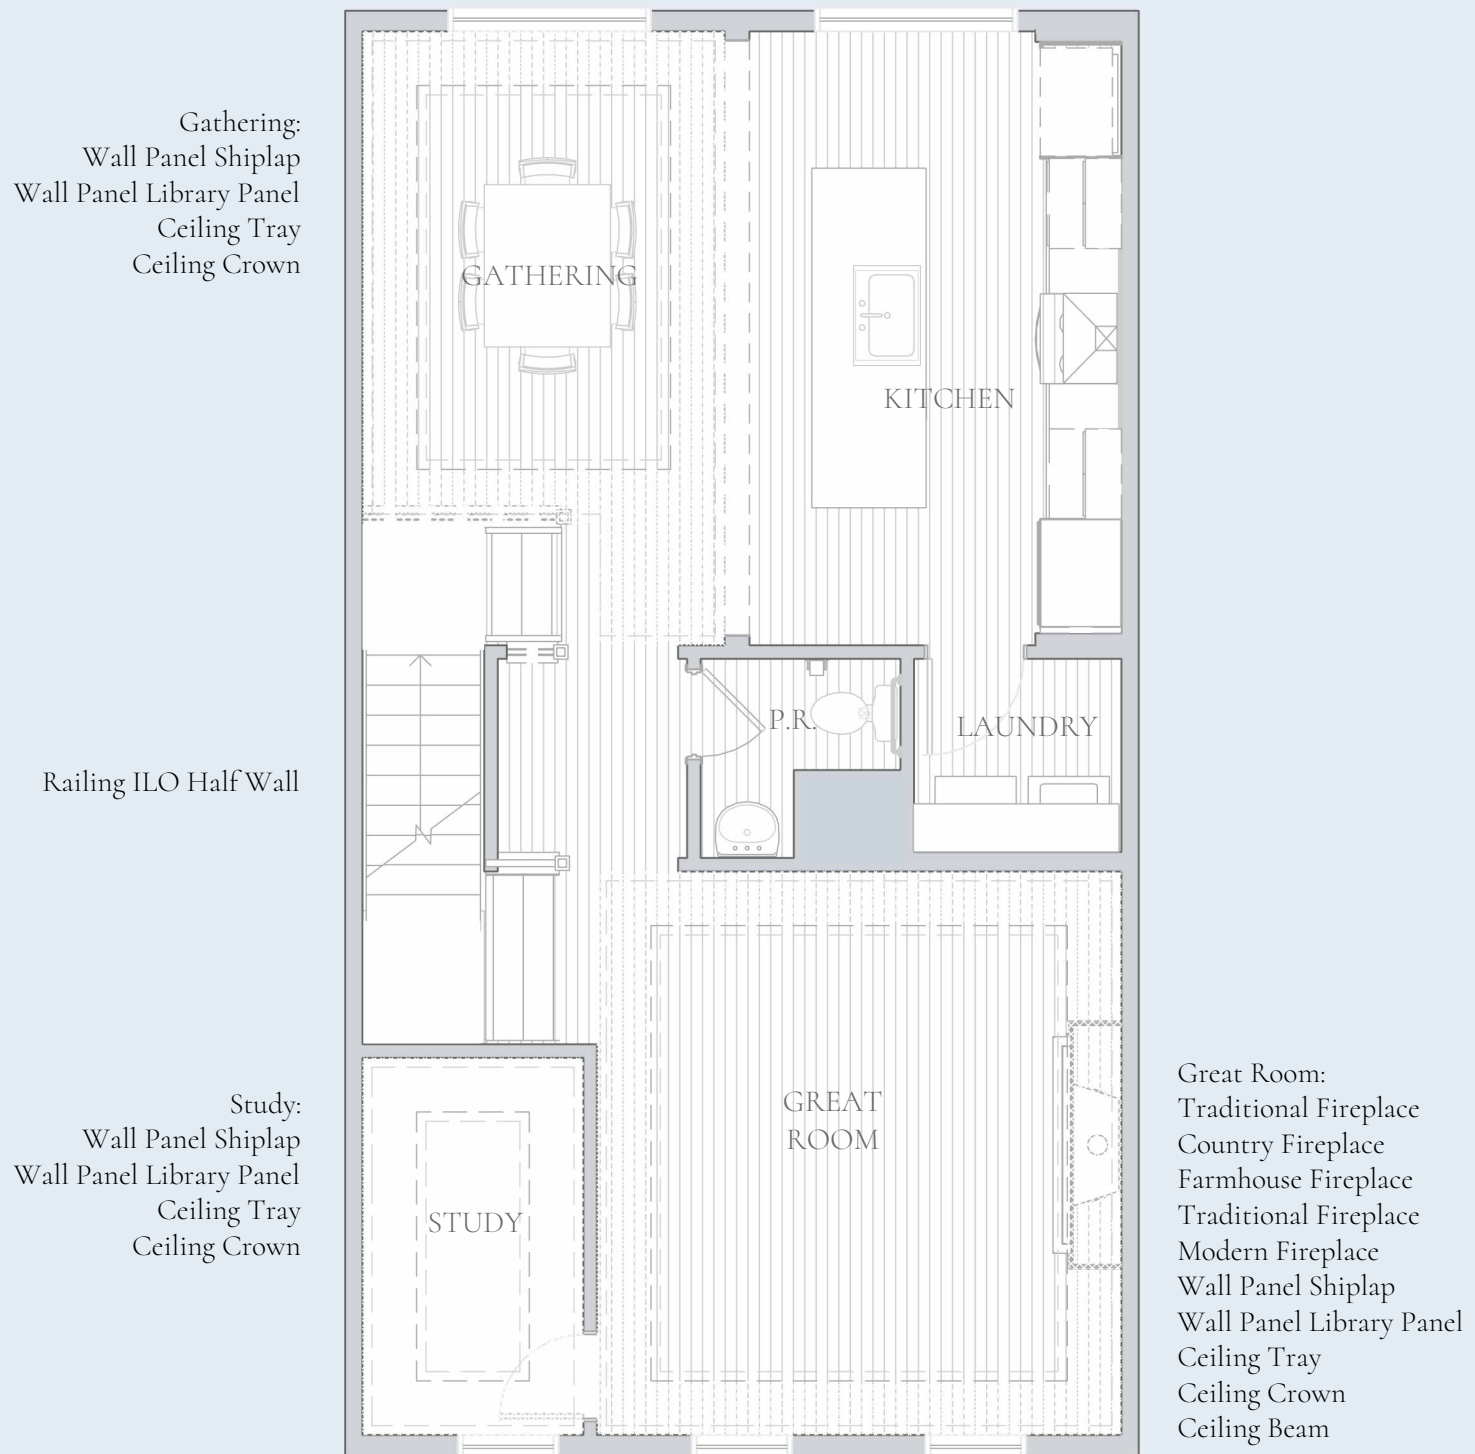 Gathering:
Wall Panel Shiplap
Wall Panel Library Panel
Ceiling Tray
Ceiling Crown
GATHERING
KITCHEN
P.R.
LAUNDRY
Railing ILO Half Wall
Study:
Wall Panel Shiplap
Wall Panel Library Panel
Ceiling Tray
Ceiling Crown
STUDY
GREAT
ROOM
Great Room:
Traditional Fireplace
Country Fireplace
Farmhouse Fireplace
Traditional Fireplace
Modern Fireplace
Wall Panel Shiplap
Wall Panel Library Panel
Ceiling Tray
Ceiling Crown
Ceiling Beam